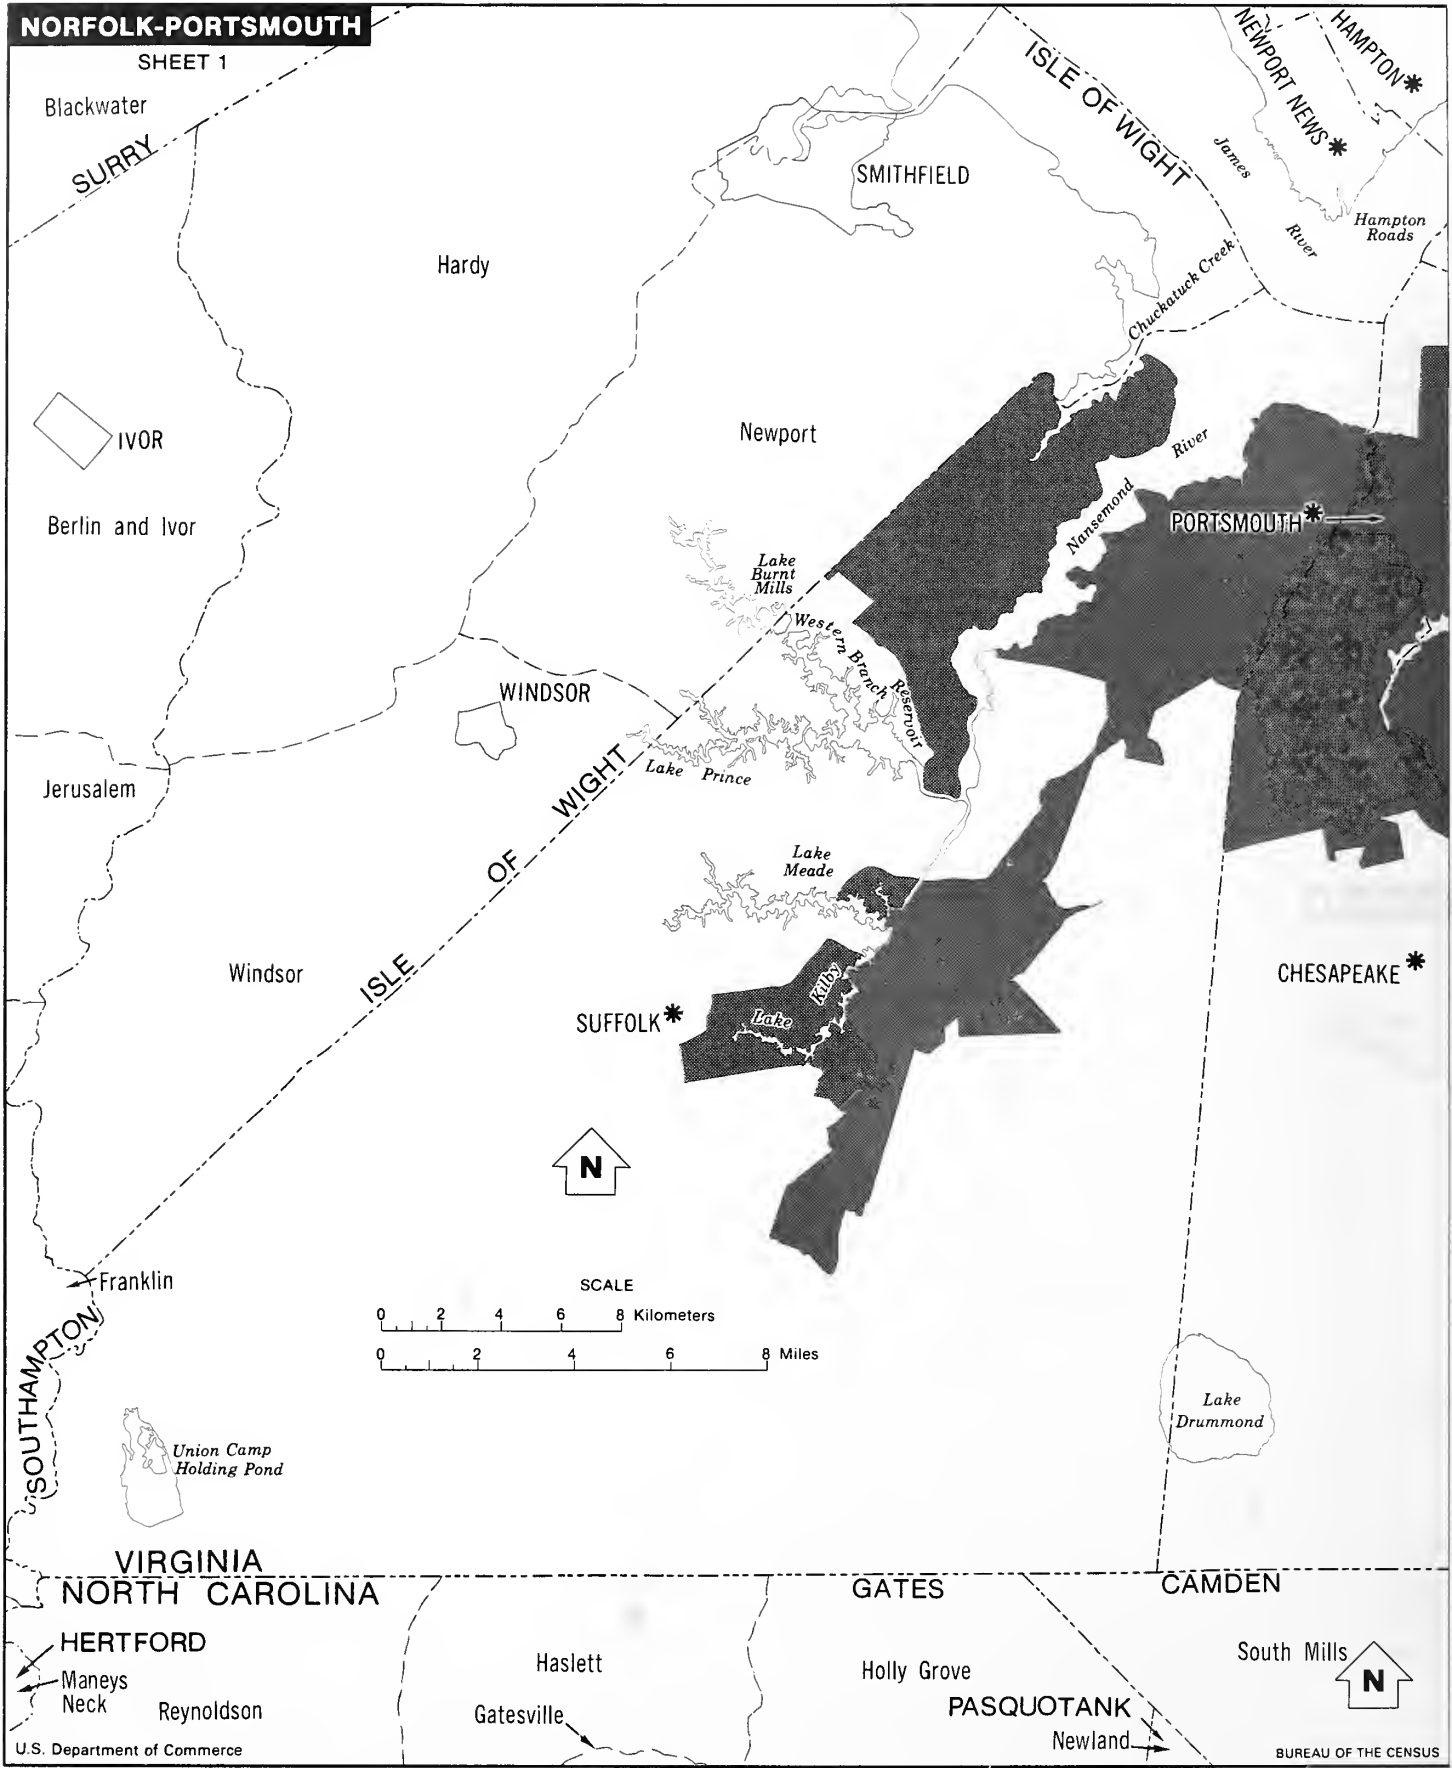 NORFOLK-PORTSMOUTH
SHEET 1
Blackwater
SURRY
ISLE OF WIGHT
NEWPORT NEWS*
HAMPTON*
James
River
Hampton
Roads
SMITHFIELD
Hardy
Chuckatuck Creek
IVOR
Newport
Nansemond
River
PORTSMOUTH*
Berlin and Ivor
Lake
Burnt
Mills
Western Branch
Reservoir
WINDSOR
Lake Prince
Jerusalem
ISLE OF WIGHT
Lake
Meade
Windsor
Lake Kilby
SUFFOLK*
CHESAPEAKE*
N
Franklin
SCALE
0 2 4 6 8 Kilometers
0 2 4 6 8 Miles
SOUTHAMPTON
Lake
Drummond
Union Camp
Holding Pond
VIRGINIA
NORTH CAROLINA
GATES
CAMDEN
HERTFORD
Maneys
Neck
Reynoldson
Haslett
Gatesville
Holly Grove
South Mills
N
PASQUOTANK
Newland
U.S. Department of Commerce
BUREAU OF THE CENSUS